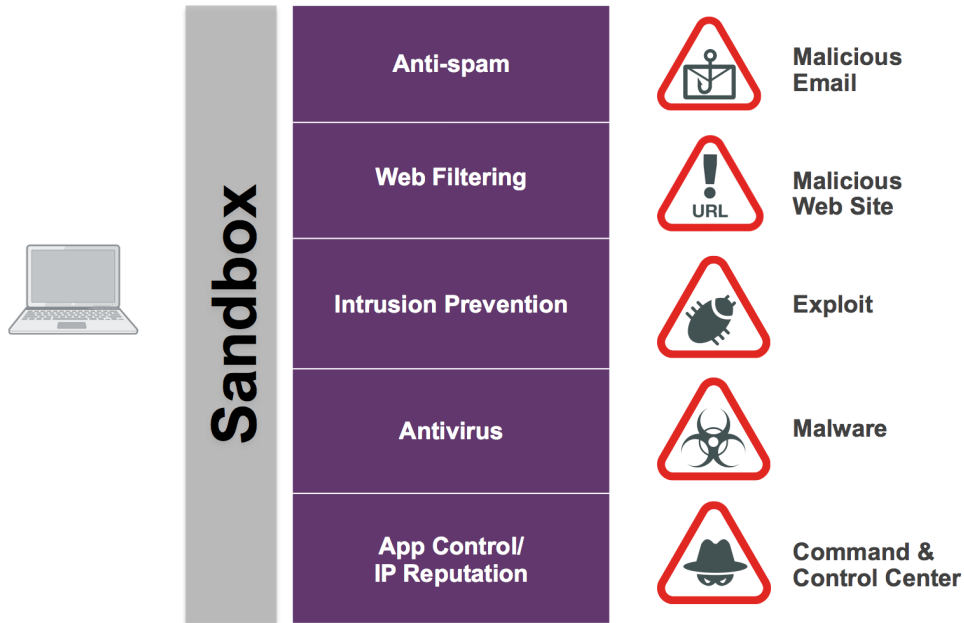 Sandbox
Anti-spam
Malicious
Email
Web Filtering
URL
Malicious
Web Site
Intrusion Prevention
Exploit
Antivirus
Malware
App Control/
IP Reputation
Command &
Control Center